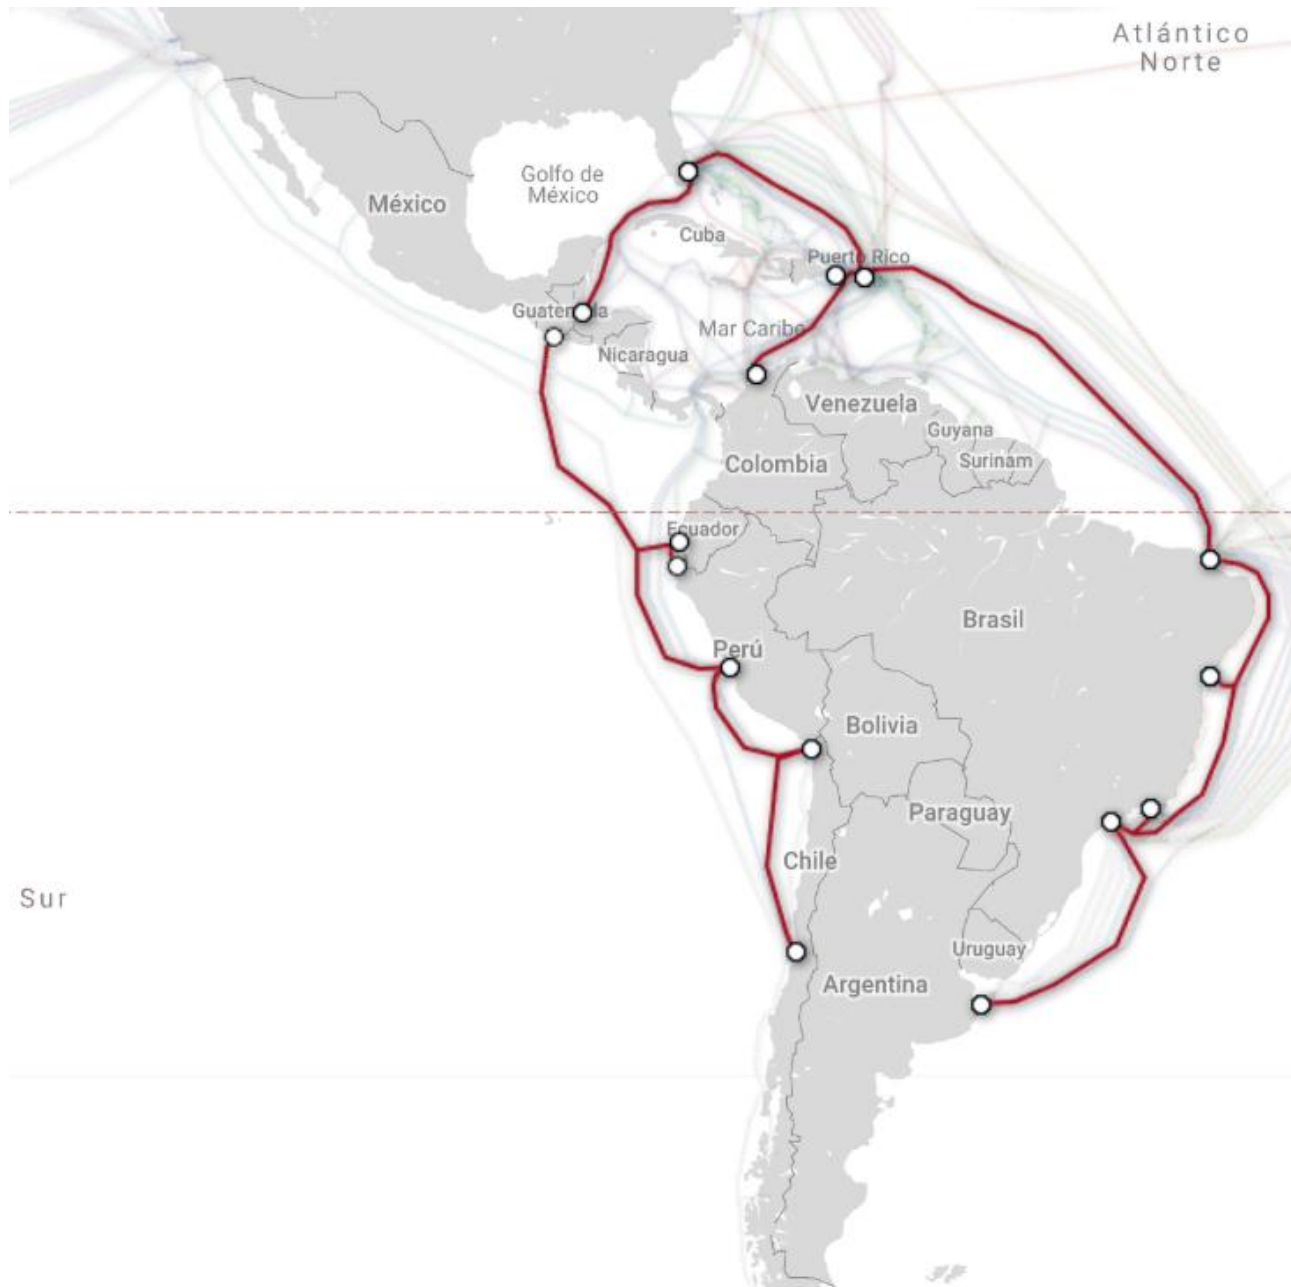 Atlántico
Norte
Golfo de
México
México
Cuba
Puerto Rico
Guatemala
Mar Caribe
Nicaragua
Venezuela
Guyana
Colombia
Surinam
Ecuador
Brasil
Perú
Bolivia
Paraguay
Chile
Sur
Uruguay
Argentina